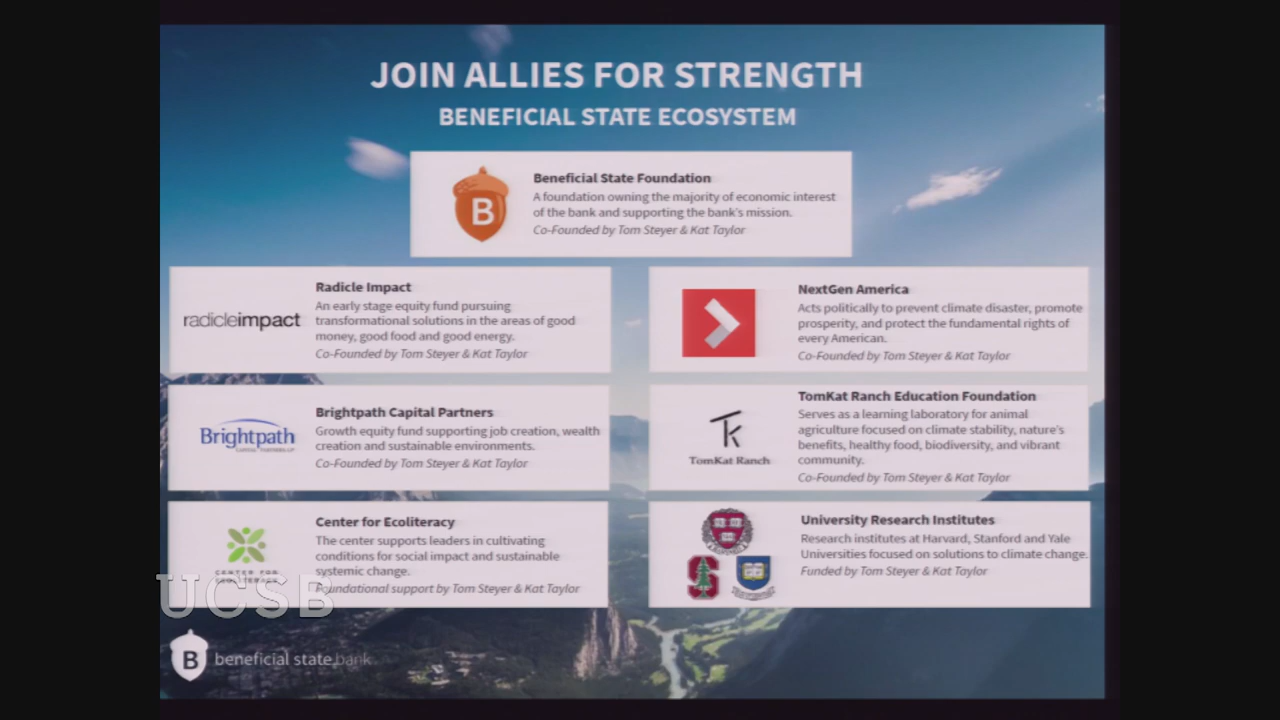 JOIN ALLIES FOR STRENGTH
BENEFICIAL STATE ECOSYSTEM
B
Beneficial State Foundation
A foundation owning the majority of economic interest
of the bank and supporting the bank's mission.
Co-Founded by Tom Steyer & Kat Taylor
radicleimpact
Radicle Impact
An early stage equity fund pursuing
transformational solutions in the areas of good
money, good food and good energy.
Co-Founded by Tom Steyer & Kat Taylor
NextGen America
Acts politically to prevent climate disaster, promote
prosperity, and protect the fundamental rights of
every American.
Co-Founded by Tom Steyer & Kat Taylor
Brightpath
Brightpath Capital Partners
Growth equity fund supporting job creation, wealth
creation and sustainable environments.
Co-Founded by Tom Steyer & Kat Taylor
TomKat Ranch
TomKat Ranch Education Foundation
Serves as a learning laboratory for animal
agriculture focused on climate stability, nature's
benefits, healthy food, biodiversity, and vibrant
community.
Co-Founded by Tom Steyer & Kat Taylor
CENTER FOR
Center for Ecoliteracy
The center supports leaders in cultivating
conditions for social impact and sustainable
systemic change.
Foundational support by Tom Steyer & Kat Taylor
University Research Institutes
Research institutes at Harvard, Stanford and Yale
Universities focused on solutions to climate change.
Funded by Tom Steyer & Kat Taylor
UCSB
B
beneficial state bank